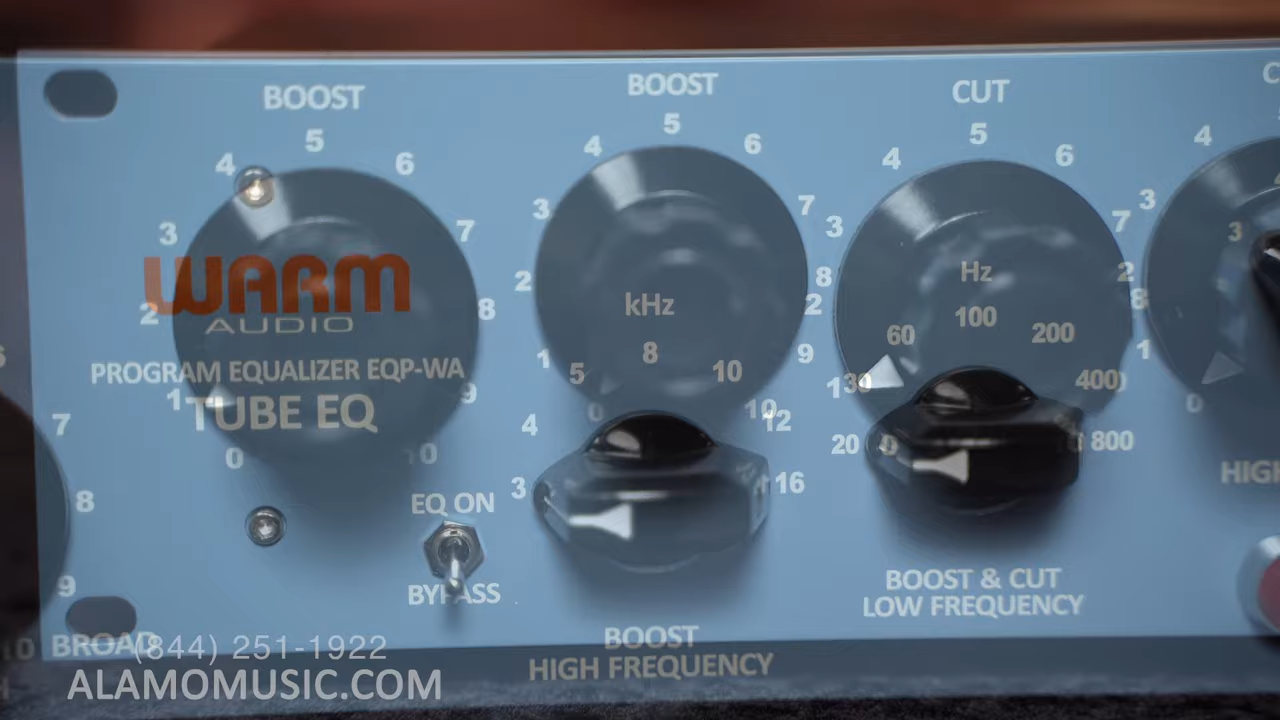 BOOST
BOOST
CUT
4 5 6
3 7
2 8
1 9
0
4 5 6
3 7
2 8
1 9
0 10
4 5 6
3 7
2 8
1
4
3
3
0
WARM
AUDIO
PROGRAM EQUALIZER EQP-WA
TUBE EQ
kHz
5 8 10
4 12
3 16
Hz
60 100 200
30 400
20 800
EQ ON
BYPASS
7
8
9
10
BROAD
BOOST
HIGH FREQUENCY
BOOST & CUT
LOW FREQUENCY
(844) 251-1922
ALAMOMUSIC.COM